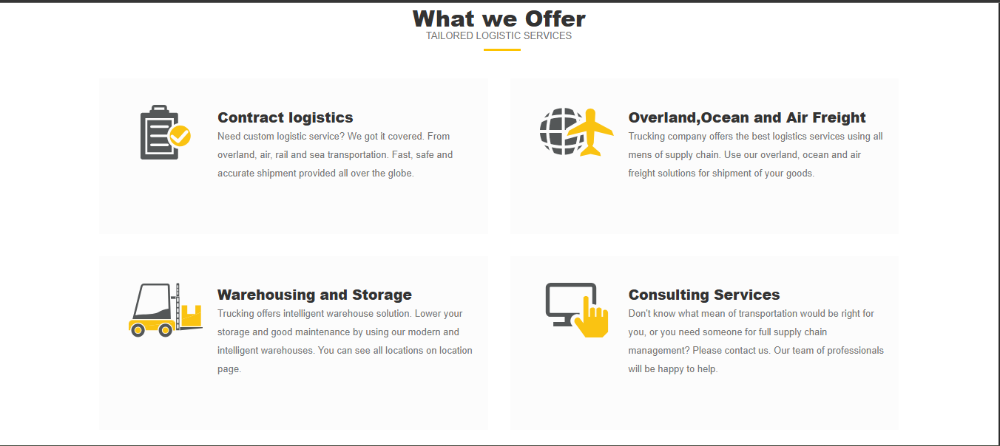 What we Offer
TAILORED LOGISTIC SERVICES
Contract logistics
Need custom logistic service? We got it covered. From
overland, air, rail and sea transportation. Fast, safe and
accurate shipment provided all over the globe.
Overland,Ocean and Air Freight
Trucking company offers the best logistics services using all
mens of supply chain. Use our overland, ocean and air
freight solutions for shipment of your goods.
Warehousing and Storage
Trucking offers intelligent warehouse solution. Lower your
storage and good maintenance by using our modern and
intelligent warehouses. You can see all locations on location
page.
Consulting Services
Don't know what mean of transportation would be right for
you, or you need someone for full supply chain
management? Please contact us. Our team of professionals
will be happy to help.